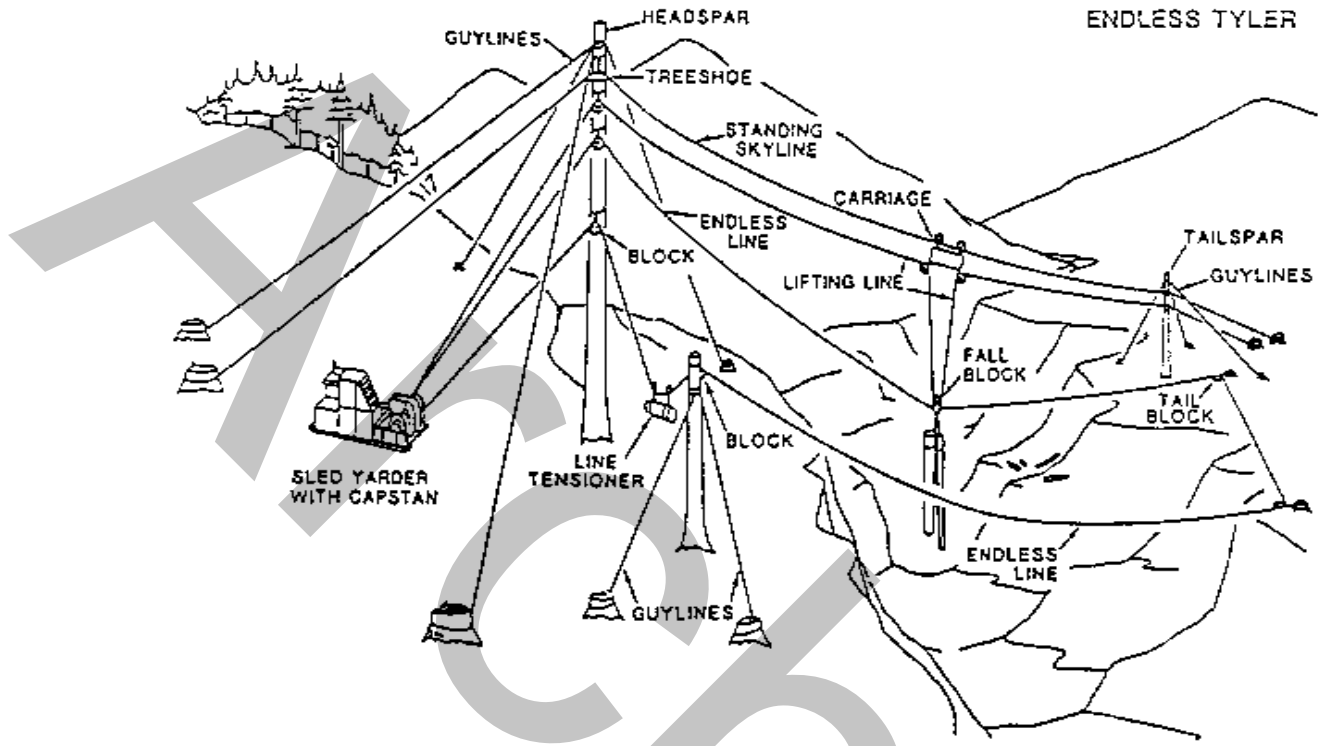 ENDLESS TYLER
HEADSPAR
GUYLINES
TREESHOE
STANDING
SKYLINE
CARRIAGE
ENDLESS
LINE
TAILSPAR
BLOCK
GUYLINES
LIFTING LINE
FALL
BLOCK
TAIL
BLOCK
BLOCK
LINE
TENSIONER
SLED YARDER
WITH CAPSTAN
ENDLESS
LINE
GUYLINES
Arch